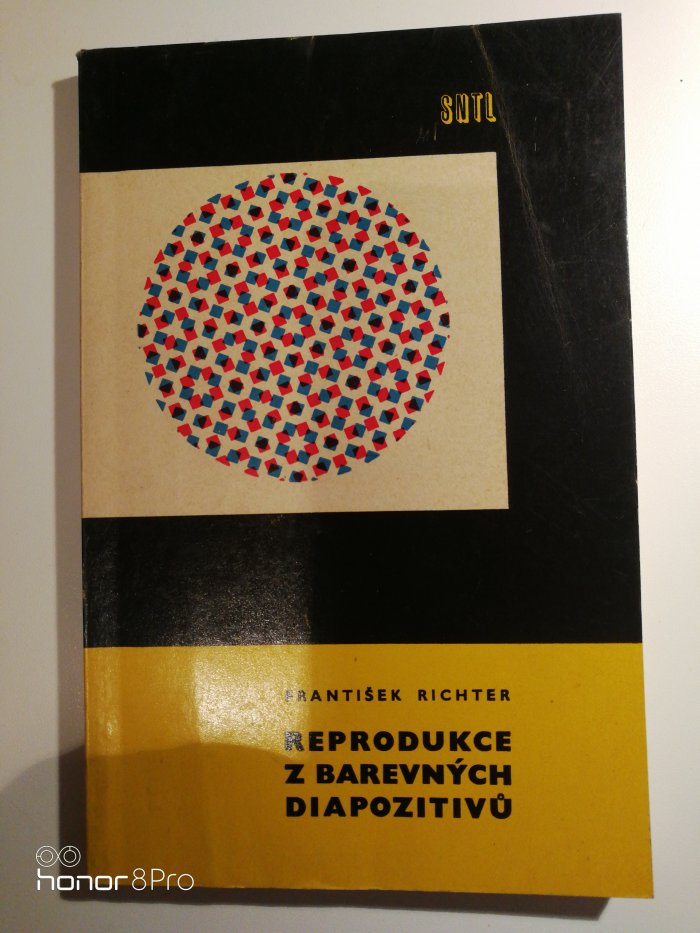 SNTL
FRANTIŠEK RICHTER
REPRODUKCE
Z BAREVNÝCH
DIAPOZITIVŮ
honor 8Pro